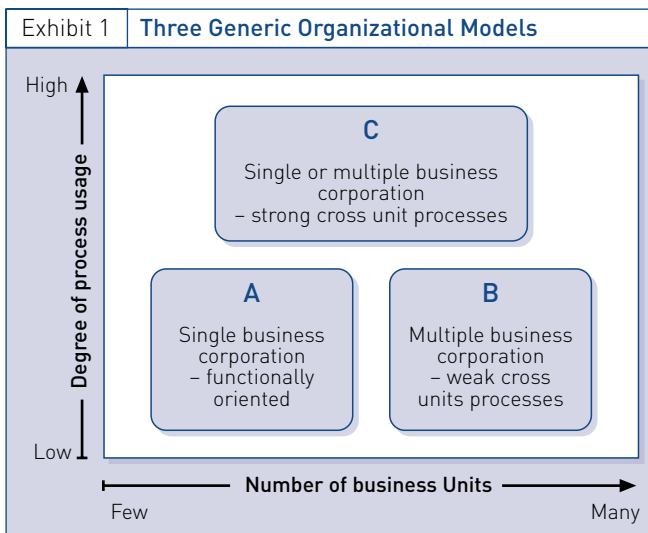 Exhibit 1
Three Generic Organizational Models
High
Degree of process usage
Low
C
Single or multiple business
corporation
– strong cross unit processes
A
Single business
corporation
– functionally
oriented
B
Multiple business
corporation
– weak cross
units processes
Number of business Units
Few
Many